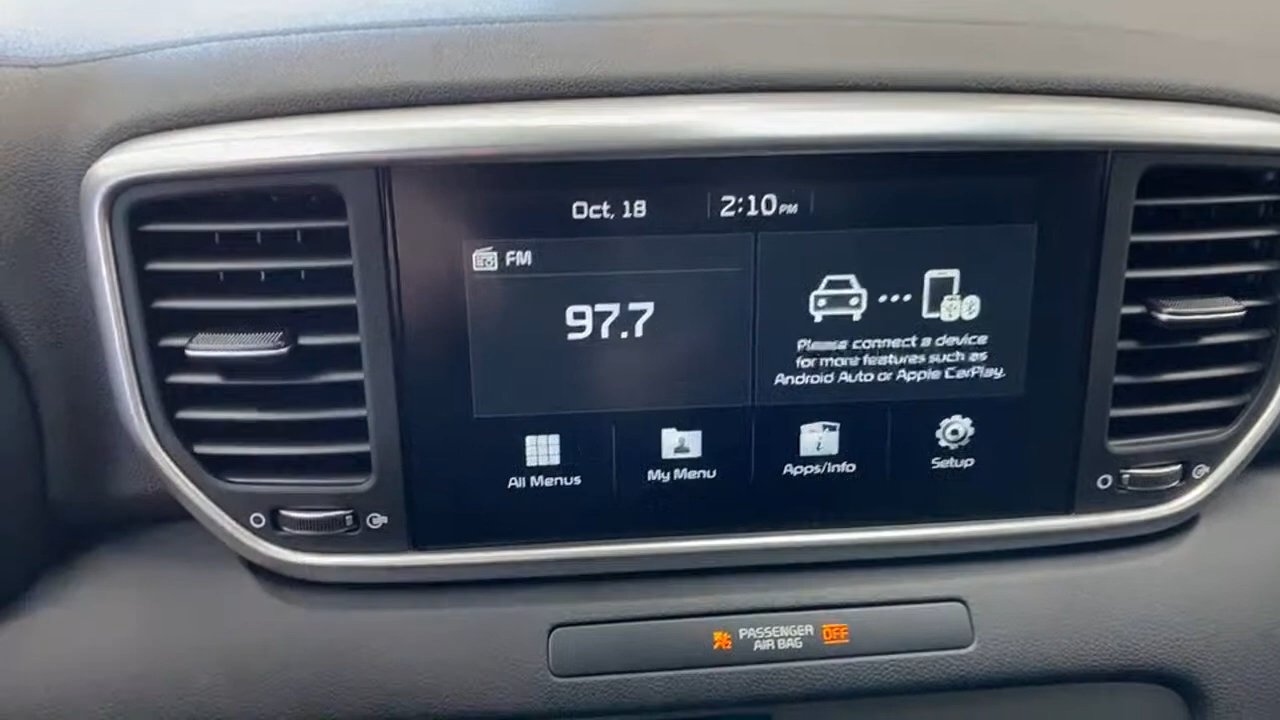 Oct, 18
2:10 PM
FM
97.7
Please connect a device
for more features such as
Android Auto or Apple CarPlay.
All Menus
My Menu
Apps/Info
Setup
PASSENGER
AIR BAG
OFF